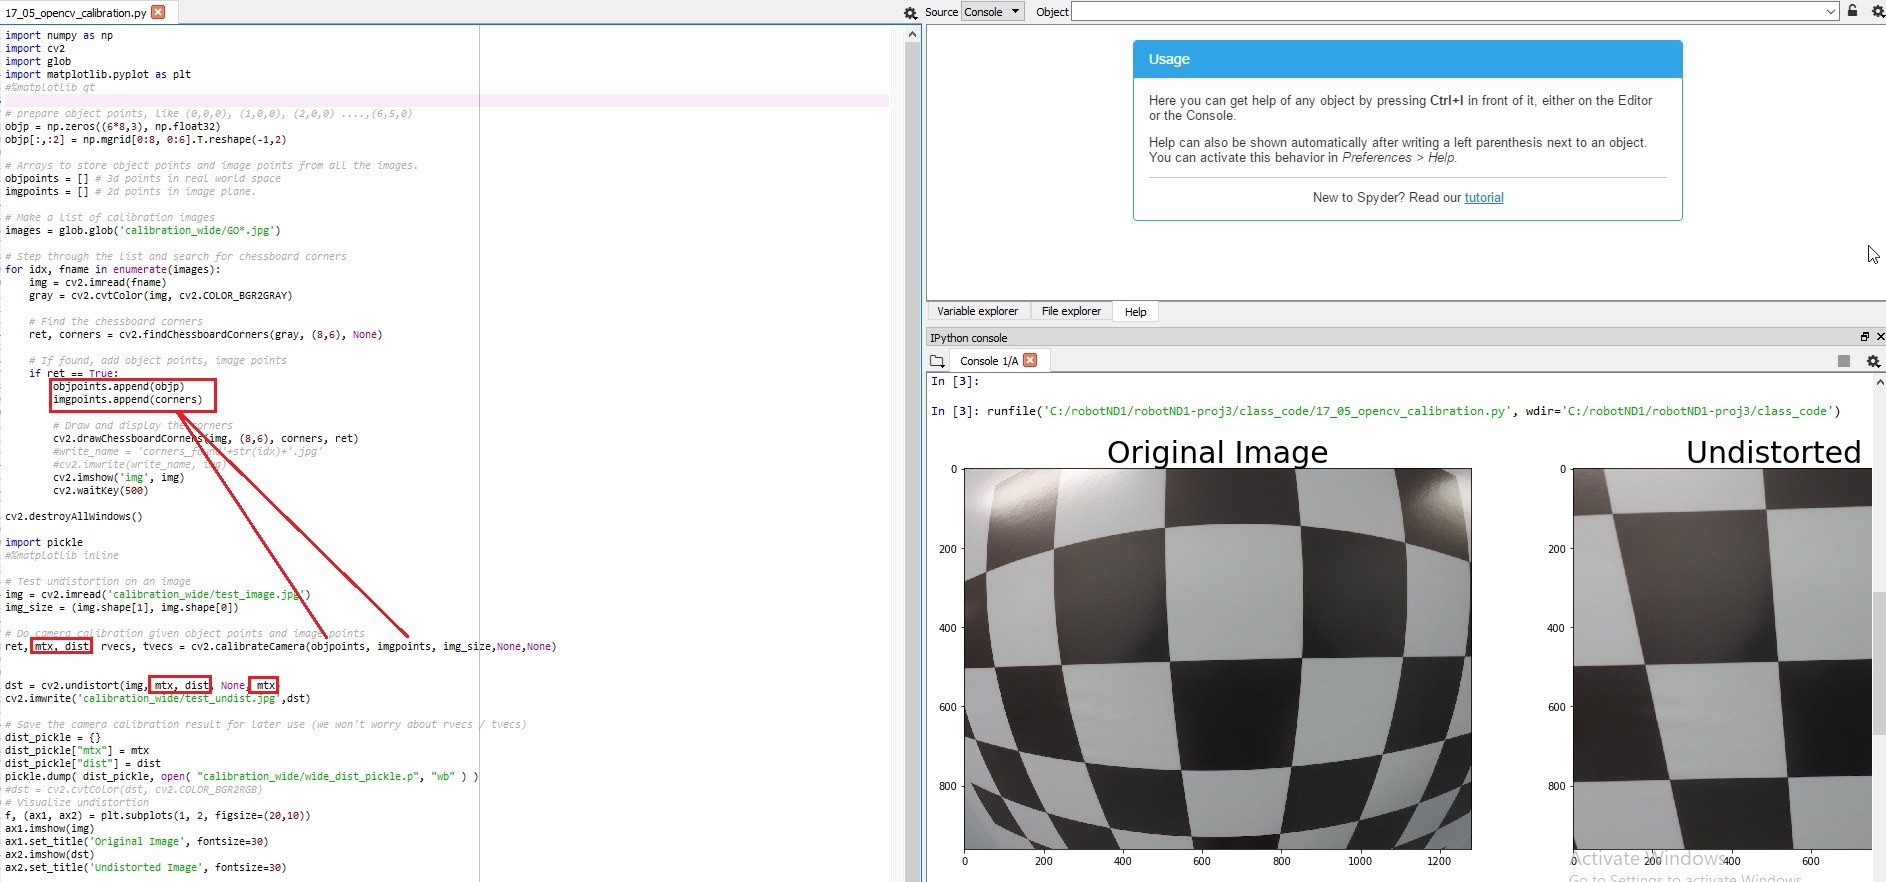 17_05_opencv_calibration.py
import numpy as np
import cv2
import glob
import matplotlib.pyplot as plt
#%matplotlib qt
# prepare object points, like (0,0,0), (1,0,0), (2,0,0) ....,(6,5,0)
objp = np.zeros((6*8,3), np.float32)
objp[:,:2] = np.mgrid[0:8, 0:6].T.reshape(-1,2)
# Arrays to store object points and image points from all the images.
objpoints = [] # 3d points in real world space
imgpoints = [] # 2d points in image plane.
# Make a list of calibration images
images = glob.glob('calibration_wide/GO*.jpg')
# Step through the list and search for chessboard corners
for idx, fname in enumerate(images):
    img = cv2.imread(fname)
    gray = cv2.cvtColor(img, cv2.COLOR_BGR2GRAY)
    # Find the chessboard corners
    ret, corners = cv2.findChessboardCorners(gray, (8,6), None)
    # If found, add object points, image points
    if ret == True:
        objpoints.append(objp)
        imgpoints.append(corners)
        # Draw and display the corners
        cv2.drawChessboardCorners(img, (8,6), corners, ret)
        #write_name = 'corners_found'+str(idx)+'.jpg'
        #cv2.imwrite(write_name, img)
        cv2.imshow('img', img)
        cv2.waitKey(500)
cv2.destroyAllWindows()
import pickle
#%matplotlib inline
# Test undistortion on an image
img = cv2.imread('calibration_wide/test_image.jpg')
img_size = (img.shape[1], img.shape[0])
# Do camera calibration given object points and image points
ret, mtx, dist, rvecs, tvecs = cv2.calibrateCamera(objpoints, imgpoints, img_size,None,None)
dst = cv2.undistort(img, mtx, dist, None, mtx)
cv2.imwrite('calibration_wide/test_undist.jpg',dst)
# Save the camera calibration result for later use (we won't worry about rvecs / tvecs)
dist_pickle = {}
dist_pickle["mtx"] = mtx
dist_pickle["dist"] = dist
pickle.dump( dist_pickle, open( "calibration_wide/wide_dist_pickle.p", "wb" ) )
#dst = cv2.cvtColor(dst, cv2.COLOR_BGR2RGB)
# Visualize undistortion
f, (ax1, ax2) = plt.subplots(1, 2, figsize=(20,10))
ax1.imshow(img)
ax1.set_title('Original Image', fontsize=30)
ax2.imshow(dst)
ax2.set_title('Undistorted Image', fontsize=30)
Source Console Object
Usage
Here you can get help of any object by pressing Ctrl+I in front of it, either on the Editor
or the Console.
Help can also be shown automatically after writing a left parenthesis next to an object.
You can activate this behavior in Preferences > Help.
New to Spyder? Read our tutorial
Variable explorer File explorer Help
IPython console
Console 1/A
In [3]:
In [3]: runfile('C:/robotND1/robotND1-proj3/class_code/17_05_opencv_calibration.py', wdir='C:/robotND1/robotND1-proj3/class_code')
Original Image Undistorted
0 0
200 200
400 400
600 600
800 800
0 200 400 600 800 1000 1200 0 200 400 600
Activate Windows
Go to Settings to activate Windows.